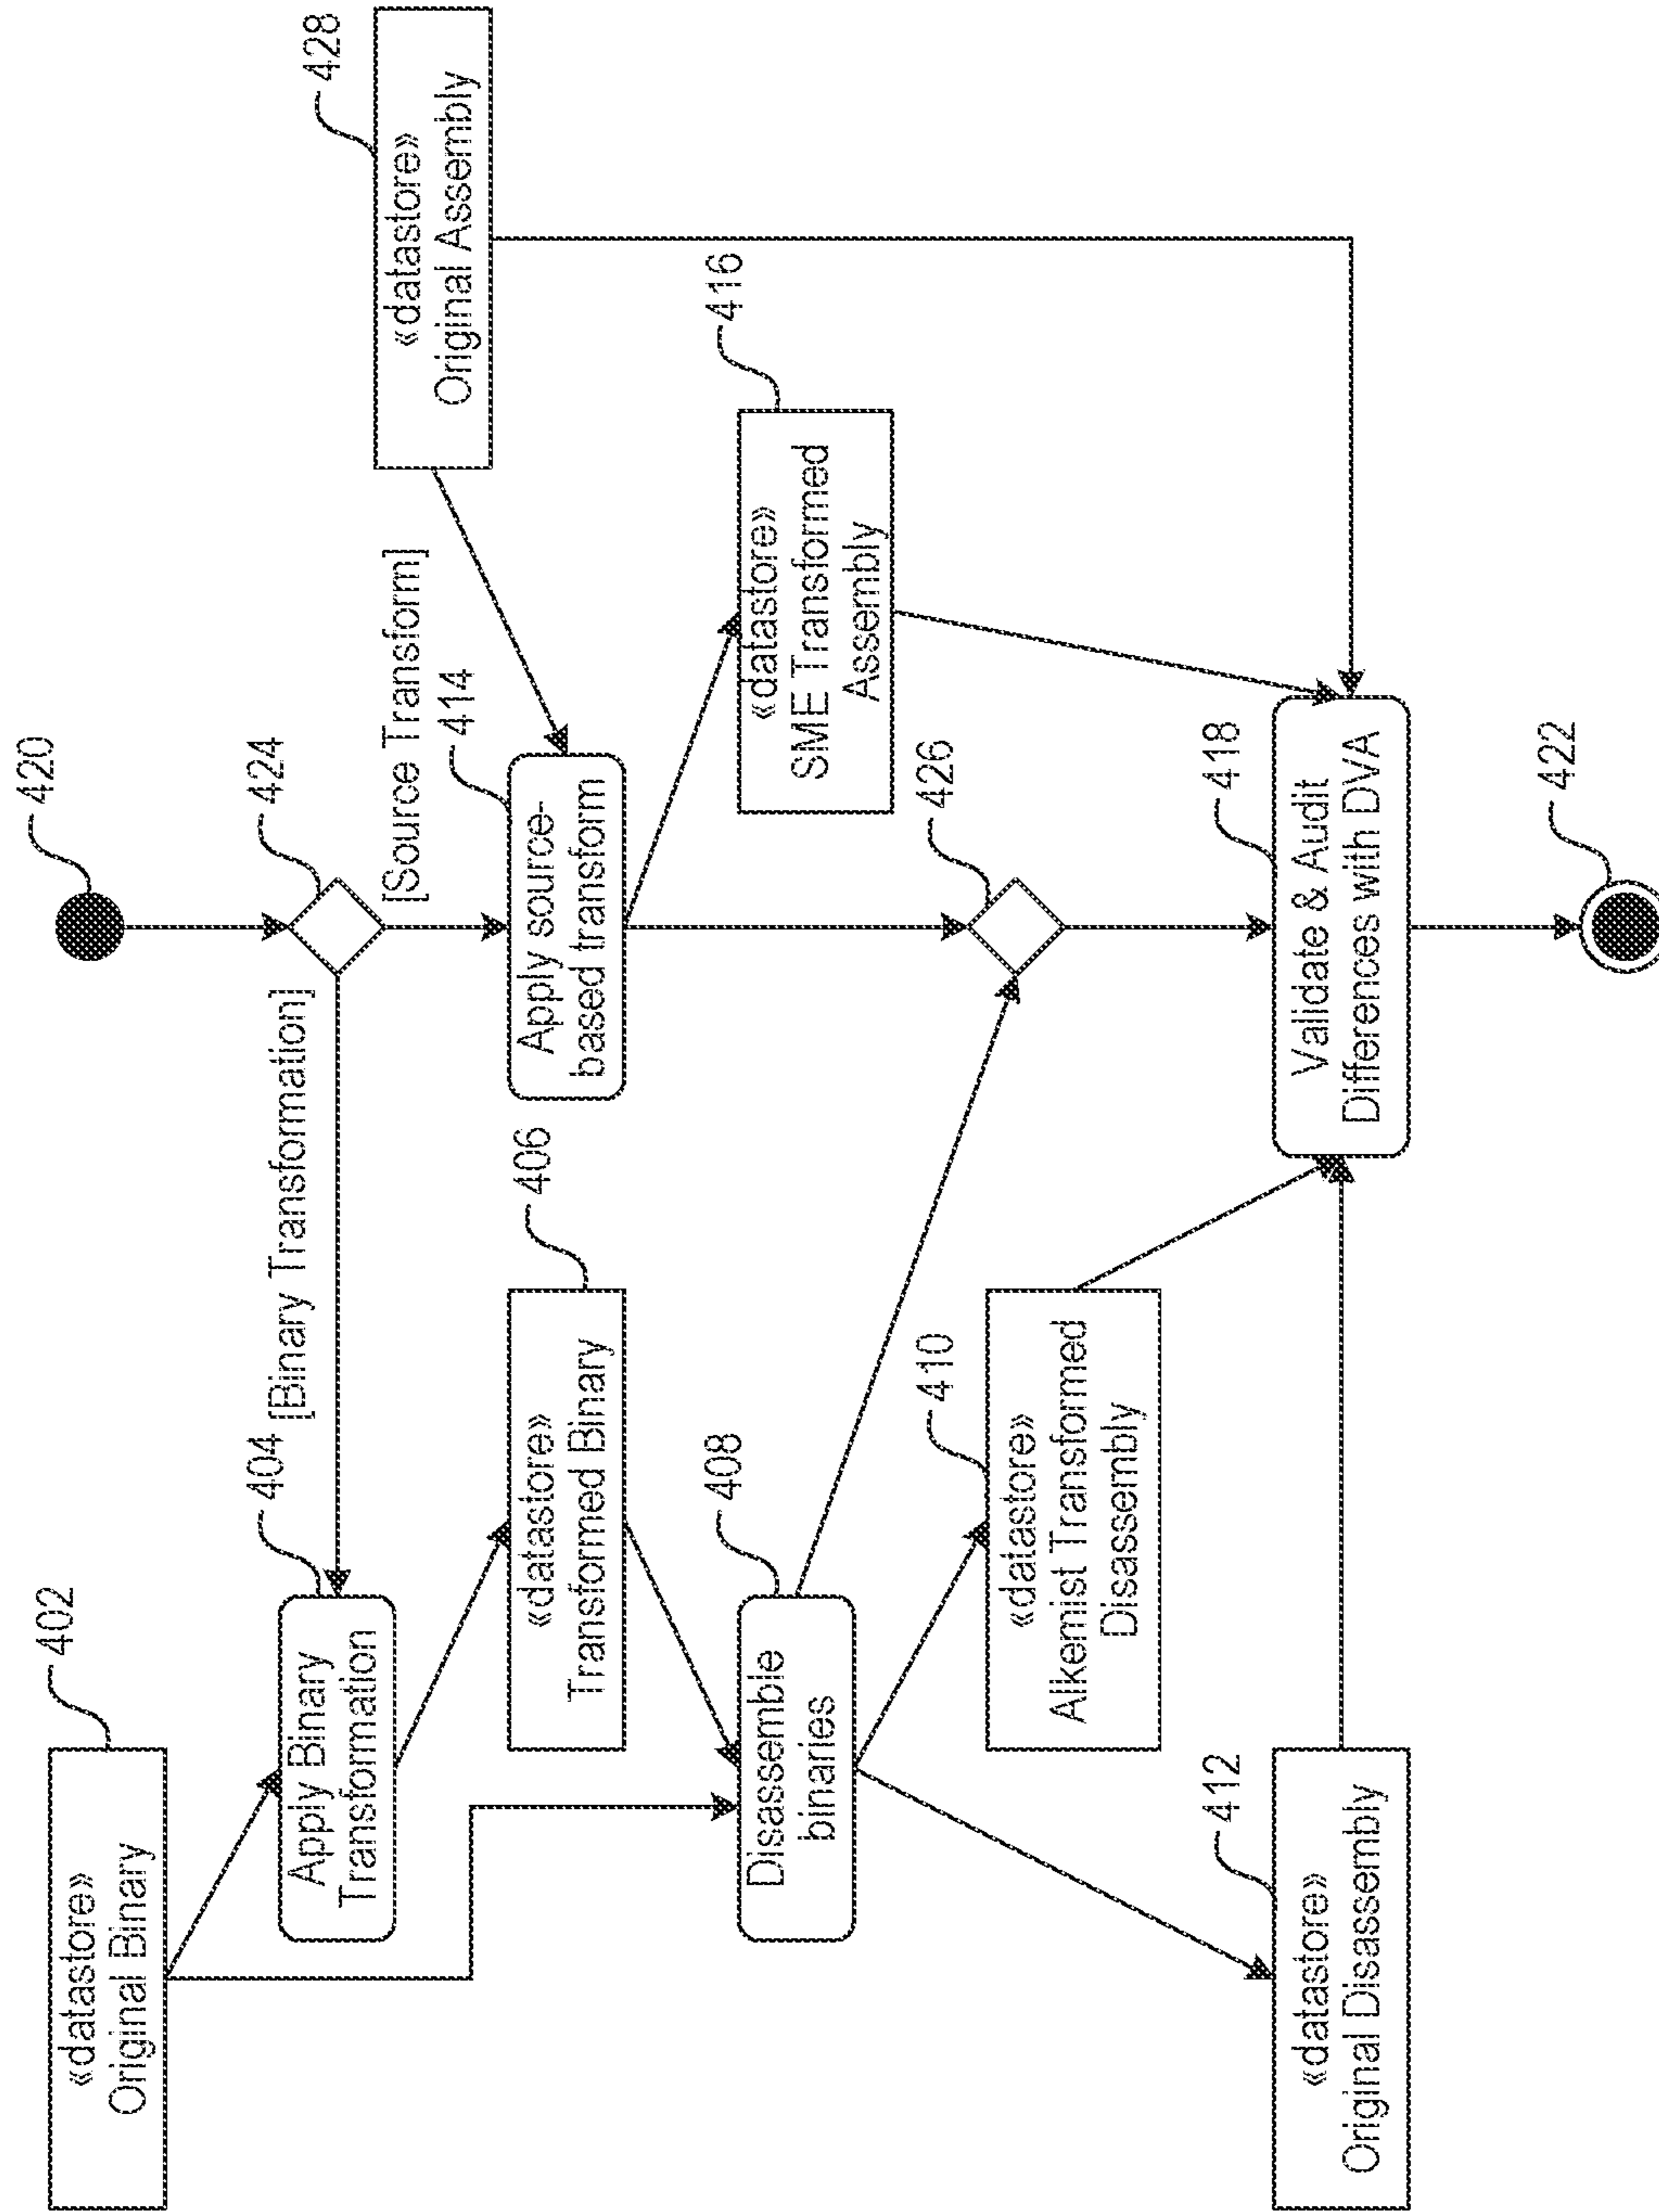 420
402
«datastore»
Original Binary
424
428
«datastore»
Original Assembly
[Binary Transformation]
[Source Transform]
404
Apply Binary
Transformation
414
Apply source-
based transform
406
«datastore»
Transformed Binary
416
«datastore»
SME Transformed
Assembly
408
Disassemble
binaries
426
410
«datastore»
Alkemist Transformed
Disassembly
412
«datastore»
Original Disassembly
418
Validate & Audit
Differences with DVA
422